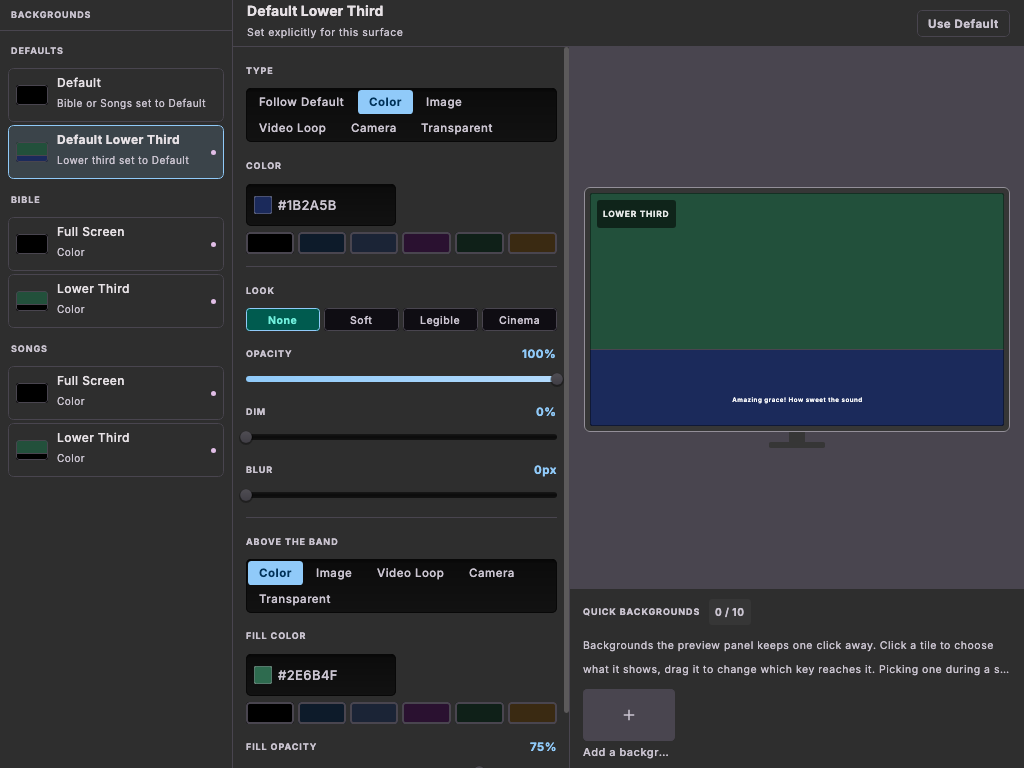 BACKGROUNDS
DEFAULTS
Default
Bible or Songs set to Default
Default Lower Third
Lower third set to Default
BIBLE
Full Screen
Color
Lower Third
Color
SONGS
Full Screen
Color
Lower Third
Color
Default Lower Third
Set explicitly for this surface
Use Default
TYPE
Follow Default Color Image
Video Loop Camera Transparent
COLOR
#1B2A5B
LOOK
None Soft Legible Cinema
OPACITY 100%
DIM 0%
BLUR 0px
ABOVE THE BAND
Color Image Video Loop Camera
Transparent
FILL COLOR
#2E6B4F
FILL OPACITY 75%
LOWER THIRD
Amazing grace! How sweet the sound
QUICK BACKGROUNDS 0 / 10
Backgrounds the preview panel keeps one click away. Click a tile to choose
what it shows, drag it to change which key reaches it. Picking one during a s...
+
Add a backgr...